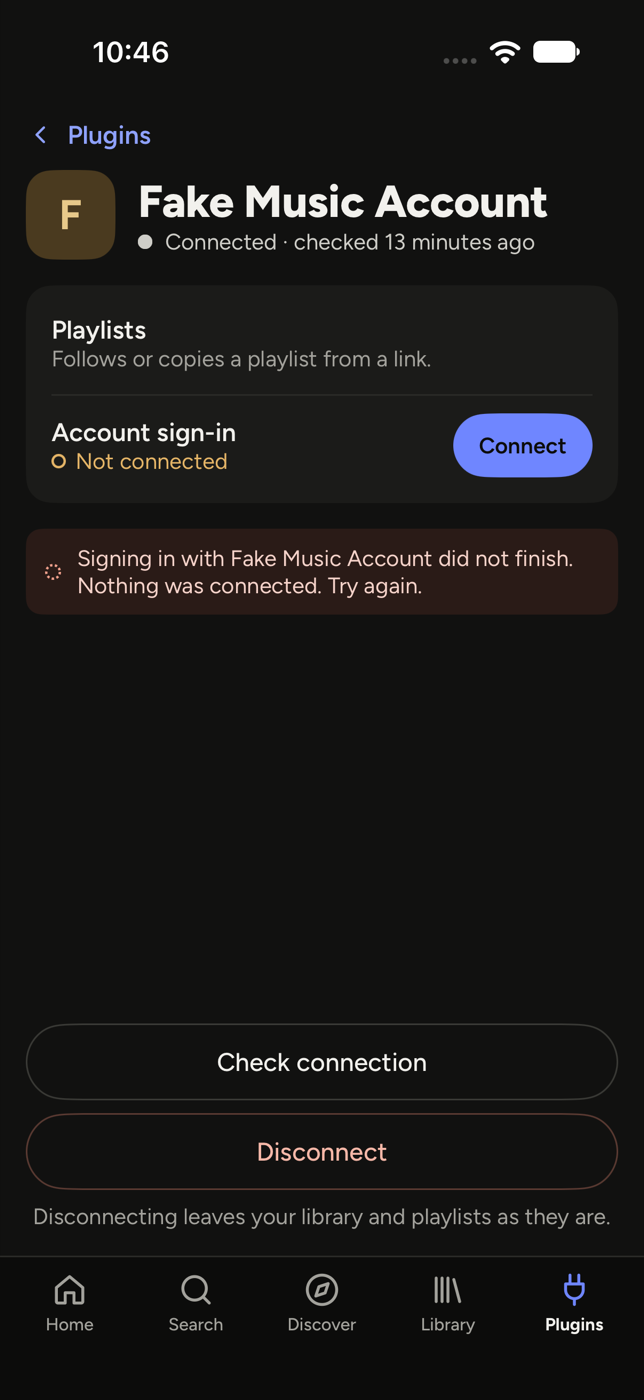 10:46
Plugins
F
Fake Music Account
Connected · checked 13 minutes ago
Playlists
Follows or copies a playlist from a link.
Account sign-in
Not connected
Connect
Signing in with Fake Music Account did not finish.
Nothing was connected. Try again.
Check connection
Disconnect
Disconnecting leaves your library and playlists as they are.
Home
Search
Discover
Library
Plugins